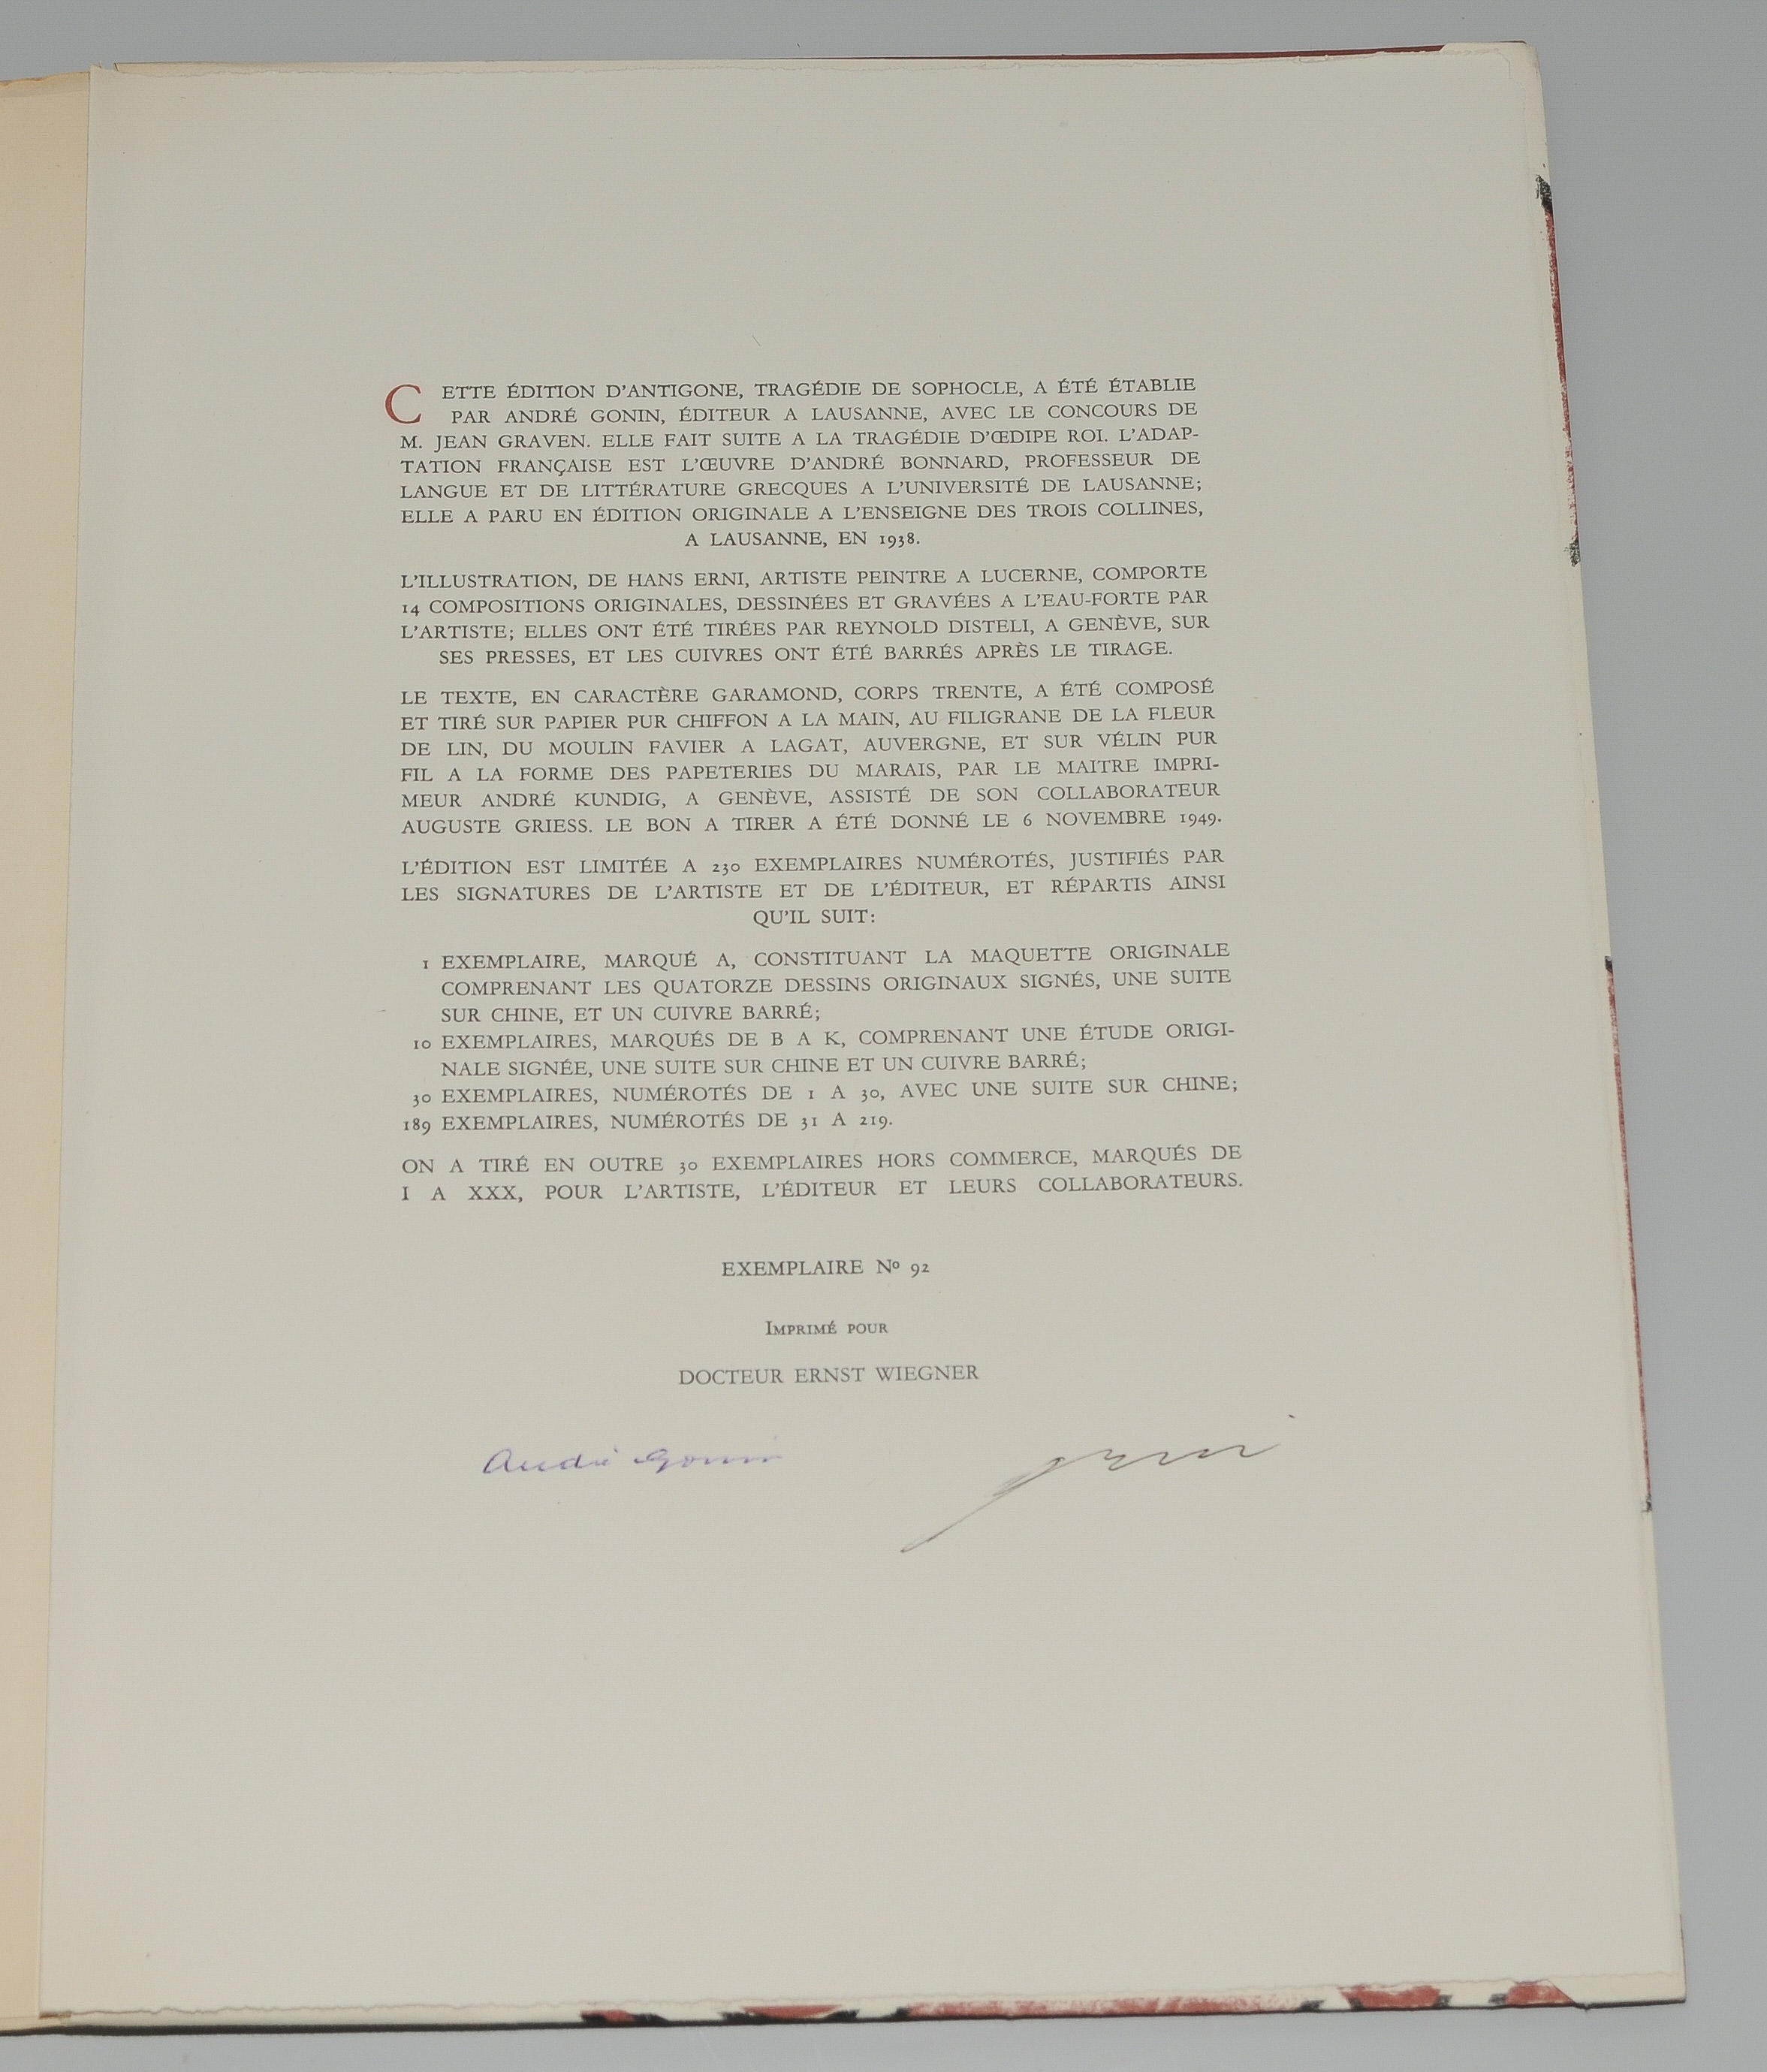 CETTE ÉDITION D'ANTIGONE, TRAGÉDIE DE SOPHOCLE, A ÉTÉ ÉTABLIE
PAR ANDRÉ GONIN, ÉDITEUR A LAUSANNE, AVEC LE CONCOURS DE
M. JEAN GRAVEN. ELLE FAIT SUITE A LA TRAGÉDIE D'ŒDIPE ROI. L'ADAP-
TATION FRANÇAISE EST L'ŒUVRE D'ANDRÉ BONNARD, PROFESSEUR DE
LANGUE ET DE LITTÉRATURE GRECQUES A L'UNIVERSITÉ DE LAUSANNE;
ELLE A PARU EN ÉDITION ORIGINALE A L'ENSEIGNE DES TROIS COLLINES,
A LAUSANNE, EN 1938.
L'ILLUSTRATION, DE HANS ERNI, ARTISTE PEINTRE A LUCERNE, COMPORTE
14 COMPOSITIONS ORIGINALES, DESSINÉES ET GRAVÉES A L'EAU-FORTE PAR
L'ARTISTE; ELLES ONT ÉTÉ TIRÉES PAR REYNOLD DISTELI, A GENÈVE, SUR
SES PRESSES, ET LES CUIVRES ONT ÉTÉ BARRÉS APRÈS LE TIRAGE.
LE TEXTE, EN CARACTÈRE GARAMOND, CORPS TRENTE, A ÉTÉ COMPOSÉ
ET TIRÉ SUR PAPIER PUR CHIFFON A LA MAIN, AU FILIGRANE DE LA FLEUR
DE LIN, DU MOULIN FAVIER A LAGAT, AUVERGNE, ET SUR VÉLIN PUR
FIL A LA FORME DES PAPETERIES DU MARAIS, PAR LE MAITRE IMPRI-
MEUR ANDRÉ KUNDIG, A GENÈVE, ASSISTÉ DE SON COLLABORATEUR
AUGUSTE GRIESS. LE BON A TIRER A ÉTÉ DONNÉ LE 6 NOVEMBRE 1949.
L'ÉDITION EST LIMITÉE A 230 EXEMPLAIRES NUMÉROTÉS, JUSTIFIÉS PAR
LES SIGNATURES DE L'ARTISTE ET DE L'ÉDITEUR, ET RÉPARTIS AINSI
QU'IL SUIT:
1 EXEMPLAIRE, MARQUÉ A, CONSTITUANT LA MAQUETTE ORIGINALE
COMPRENANT LES QUATORZE DESSINS ORIGINAUX SIGNÉS, UNE SUITE
SUR CHINE, ET UN CUIVRE BARRÉ;
10 EXEMPLAIRES, MARQUÉS DE B A K, COMPRENANT UNE ÉTUDE ORIGI-
NALE SIGNÉE, UNE SUITE SUR CHINE ET UN CUIVRE BARRÉ;
30 EXEMPLAIRES, NUMÉROTÉS DE 1 A 30, AVEC UNE SUITE SUR CHINE;
189 EXEMPLAIRES, NUMÉROTÉS DE 31 A 219.
ON A TIRÉ EN OUTRE 30 EXEMPLAIRES HORS COMMERCE, MARQUÉS DE
I A XXX, POUR L'ARTISTE, L'ÉDITEUR ET LEURS COLLABORATEURS.
EXEMPLAIRE Nº 92
IMPRIMÉ POUR
DOCTEUR ERNST WIEGNER
André Gonin erni